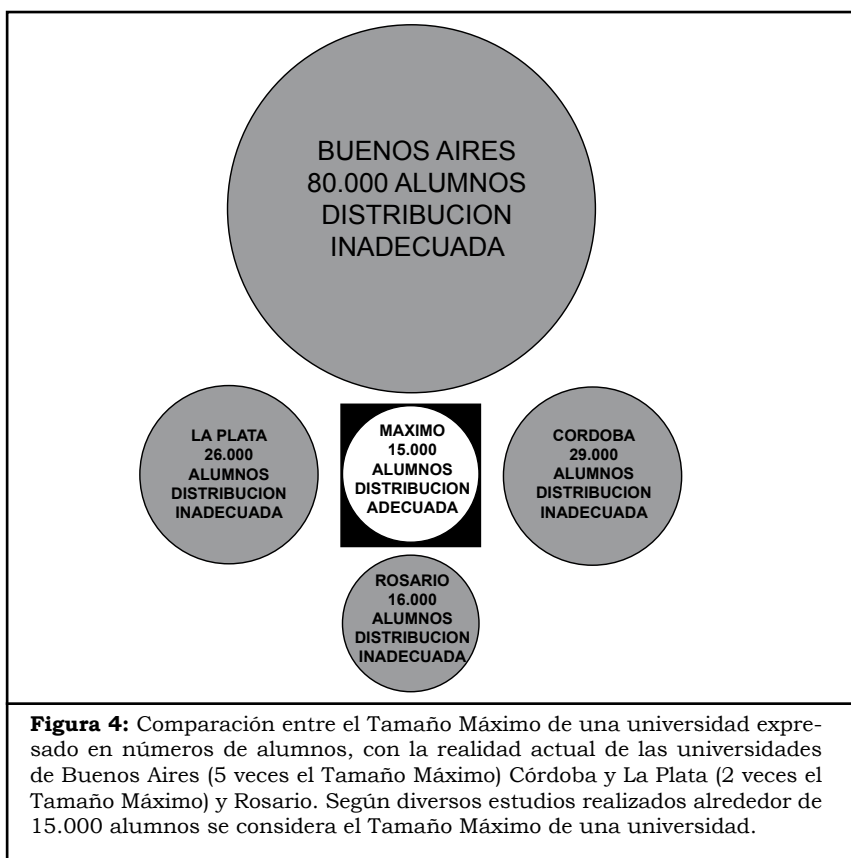 BUENOS AIRES
80.000 ALUMNOS
DISTRIBUCION
INADECUADA
LA PLATA
26.000
ALUMNOS
DISTRIBUCION
INADECUADA
MAXIMO
15.000
ALUMNOS
DISTRIBUCION
ADECUADA
CORDOBA
29.000
ALUMNOS
DISTRIBUCION
INADECUADA
ROSARIO
16.000
ALUMNOS
DISTRIBUCION
INADECUADA
Figura 4: Comparación entre el Tamaño Máximo de una universidad expre-
sado en números de alumnos, con la realidad actual de las universidades
de Buenos Aires (5 veces el Tamaño Máximo) Córdoba y La Plata (2 veces el
Tamaño Máximo) y Rosario. Según diversos estudios realizados alrededor de
15.000 alumnos se considera el Tamaño Máximo de una universidad.